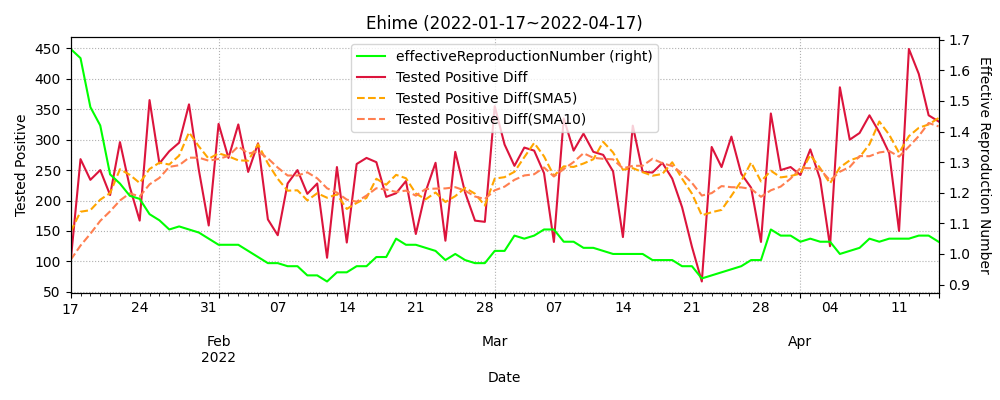 Ehime (2022-01-17~2022-04-17)
effectiveReproductionNumber (right)
Tested Positive Diff
Tested Positive Diff(SMA5)
Tested Positive Diff(SMA10)
Tested Positive
450
400
350
300
250
200
150
100
50
1.7
1.6
1.5
1.4
1.3
1.2
1.1
1.0
0.9
Effective Reproduction Number
17 24 31 07 14 21 28 07 14 21 28 04 11
Feb Mar Apr
2022
Date